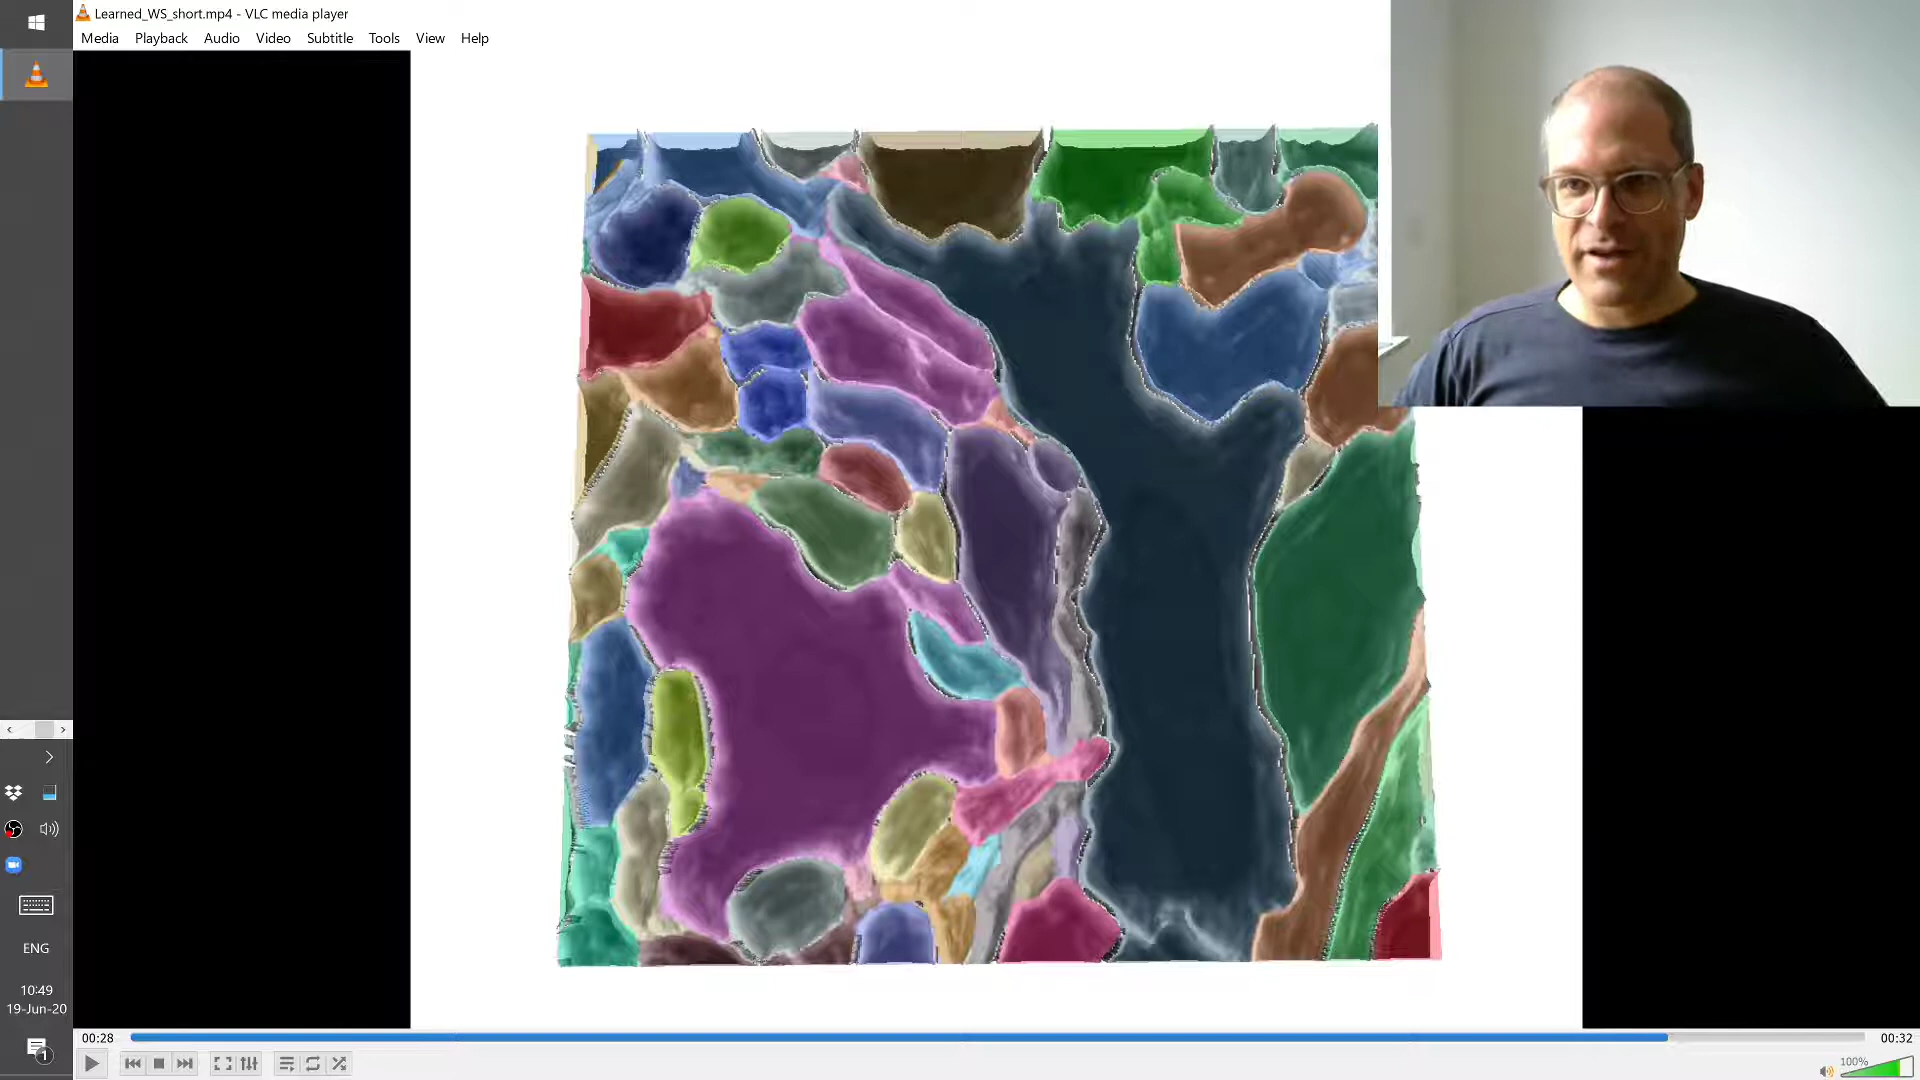 Learned_WS_short.mp4 - VLC media player
Media Playback Audio Video Subtitle Tools View Help
ENG
10:49
19-Jun-20
1
00:28
00:32
100%